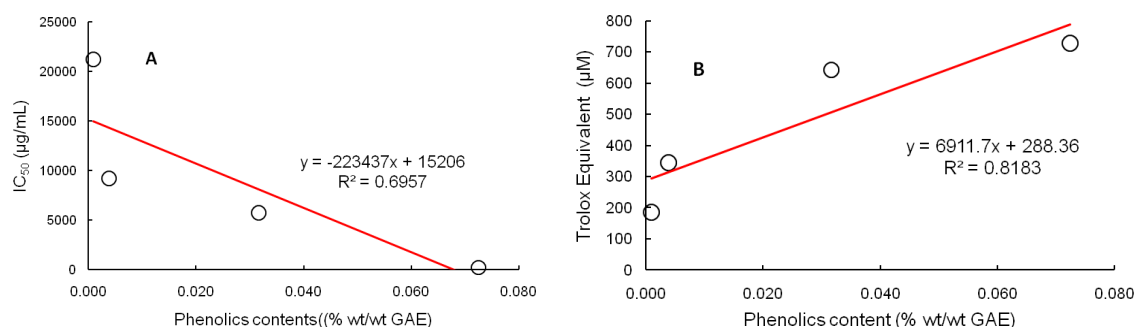 25000
20000
15000
10000
5000
0
IC50 (µg/mL)
A
y = -223437x + 15206
R² = 0.6957
0.000 0.020 0.040 0.060 0.080
Phenolics contents((% wt/wt GAE)
800
700
600
500
400
300
200
100
0
Trolox Equivalent (µM)
B
y = 6911.7x + 288.36
R² = 0.8183
0.000 0.020 0.040 0.060 0.080
Phenolics content (% wt/wt GAE)